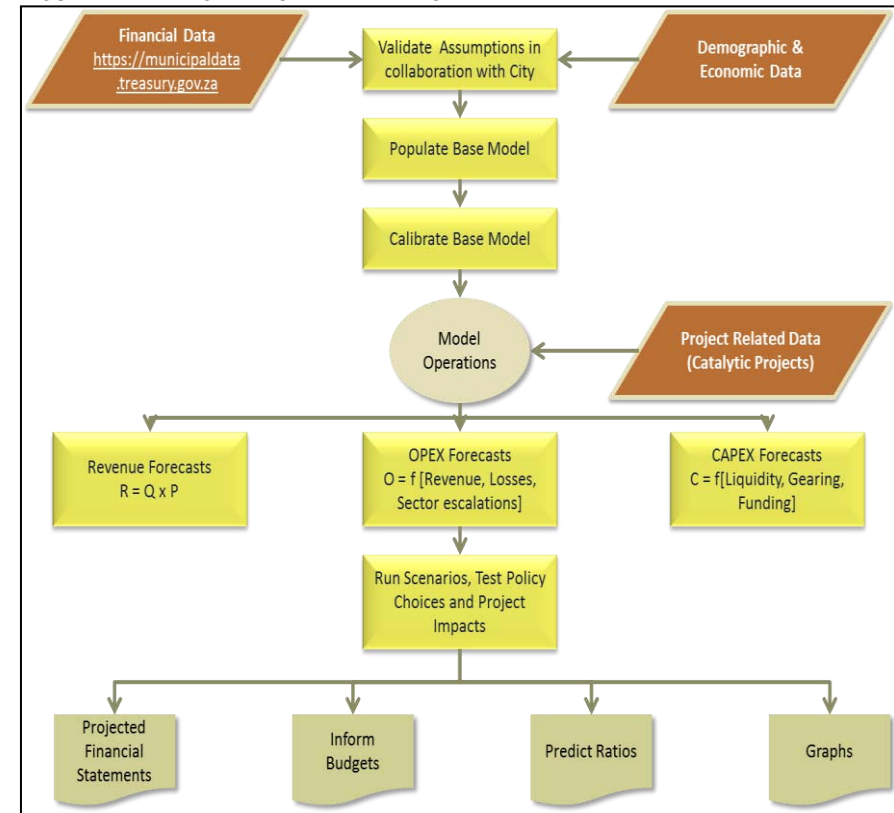 Financial Data
https://municipaldata
.treasury.gov.za
Validate Assumptions in
collaboration with City
Demographic &
Economic Data
Populate Base Model
Calibrate Base Model
Model
Operations
Project Related Data
(Catalytic Projects)
Revenue Forecasts
R = Q x P
OPEX Forecasts
O = f [Revenue, Losses,
Sector escalations]
CAPEX Forecasts
C = f[Liquidity, Gearing,
Funding]
Run Scenarios, Test Policy
Choices and Project
Impacts
Projected
Financial
Statements
Inform
Budgets
Predict Ratios
Graphs